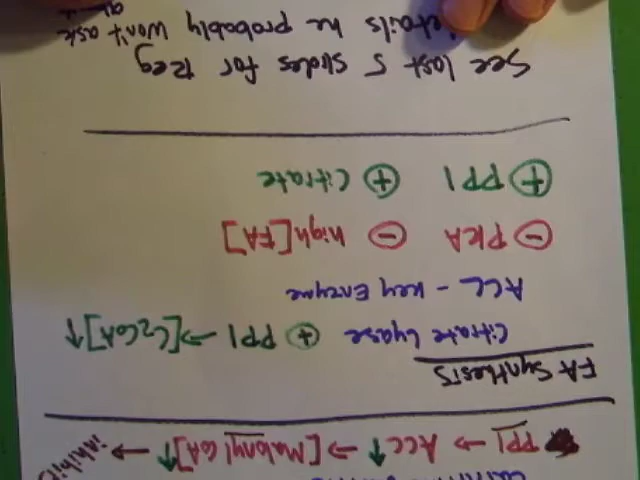 PP1 → ACC↑ → [Malonyl CoA]↑ →
FA Synthesis
Citrate Lyase ⊕ PP1 → [C₂CoA]↑
ACC - Key Enzyme
⊖ PKA ⊖ high [FA]
⊕ PP1 ⊕ Citrate
See last 5 slides for Reg
details he probably won't ask